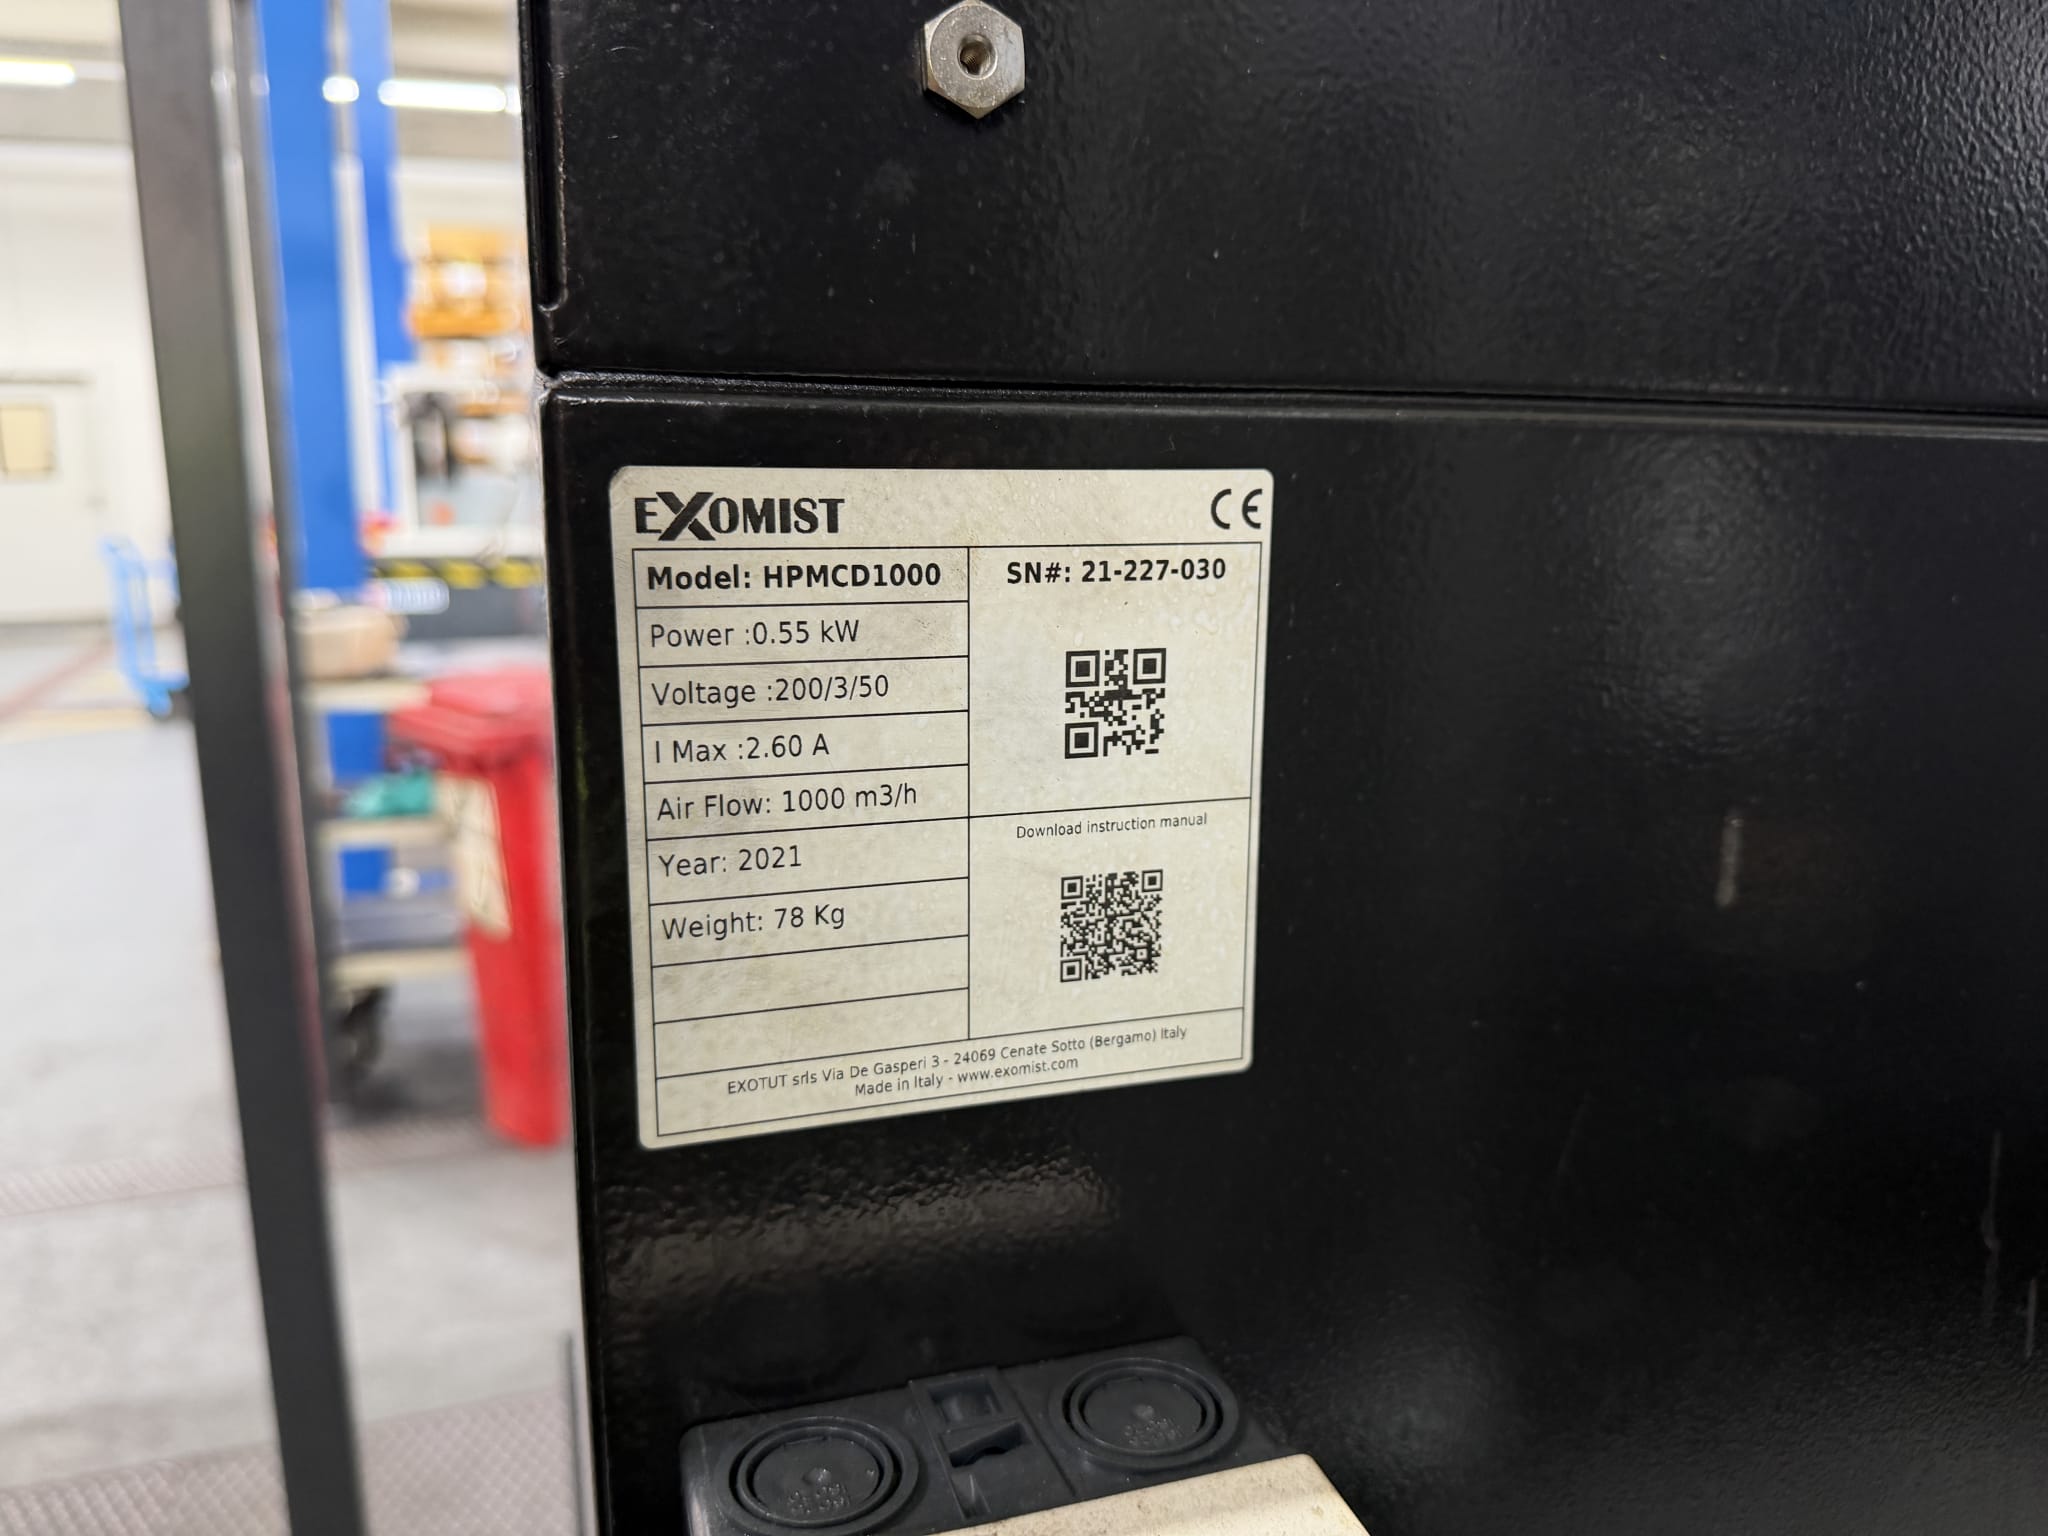 EXOMIST
CE
Model: HPMCD1000
SN#: 21-227-030
Power :0.55 kW
Voltage :200/3/50
I Max :2.60 A
Air Flow: 1000 m3/h
Year: 2021
Weight: 78 Kg
Download instruction manual
EXOTUT srls Via De Gasperi 3 - 24069 Cenate Sotto (Bergamo) Italy
Made in Italy - www.exomist.com